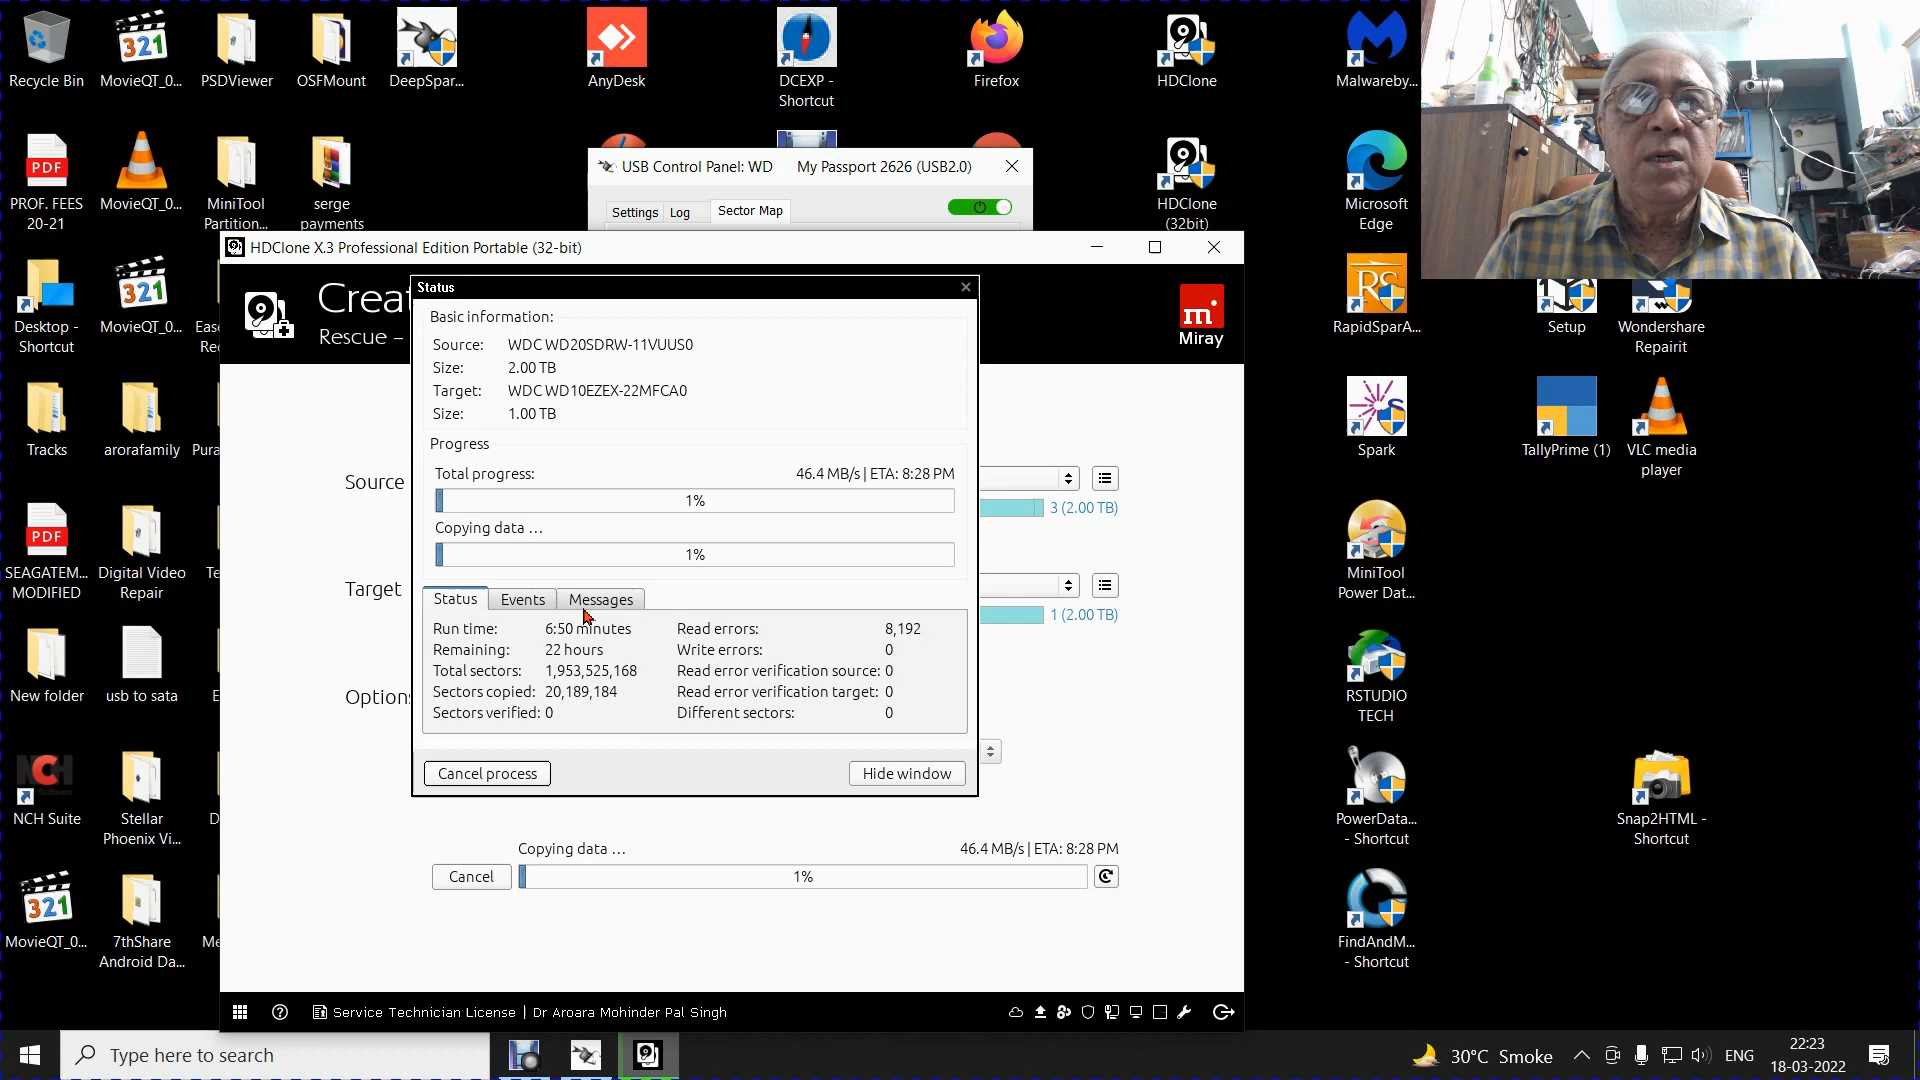 Recycle Bin
MovieQT_0...
PSDViewer
OSFMount
DeepSpar...
AnyDesk
DCEXP -
Shortcut
Firefox
HDClone
Malwareby...
PROF. FEES
20-21
MovieQT_0...
MiniTool
Partition...
serge
payments
HDClone
(32bit)
Microsoft
Edge
USB Control Panel: WD My Passport 2626 (USB2.0)
Settings
Log
Sector Map
HDClone X.3 Professional Edition Portable (32-bit)
Crea
Rescue –
Miray
Status
Basic information:
Source: WDC WD20SDRW-11VUUS0
Size: 2.00 TB
Target: WDC WD10EZEX-22MFCA0
Size: 1.00 TB
Progress
Total progress: 46.4 MB/s | ETA: 8:28 PM
1%
Copying data ...
1%
Status Events Messages
Run time: 6:50 minutes
Remaining: 22 hours
Total sectors: 1,953,525,168
Sectors copied: 20,189,184
Sectors verified: 0
Read errors: 8,192
Write errors: 0
Read error verification source: 0
Read error verification target: 0
Different sectors: 0
Cancel process
Hide window
Source
3 (2.00 TB)
Target
1 (2.00 TB)
Option
Copying data ... 46.4 MB/s | ETA: 8:28 PM
Cancel
1%
Service Technician License | Dr Aroara Mohinder Pal Singh
Desktop -
Shortcut
MovieQT_0...
Ease
Rec
RapidSparA...
Setup
Wondershare
Repairit
Tracks
arorafamily
Pura
Spark
TallyPrime (1)
VLC media
player
SEAGATEM...
MODIFIED
Digital Video
Repair
Te
MiniTool
Power Dat...
New folder
usb to sata
E
RSTUDIO
TECH
NCH Suite
Stellar
Phoenix Vi...
D
PowerData...
- Shortcut
Snap2HTML -
Shortcut
MovieQT_0...
7thShare
Android Da...
Me
FindAndM...
- Shortcut
PDF
PDF
321
321
321
RS
NCH
Type here to search
30°C Smoke
ENG
22:23
18-03-2022